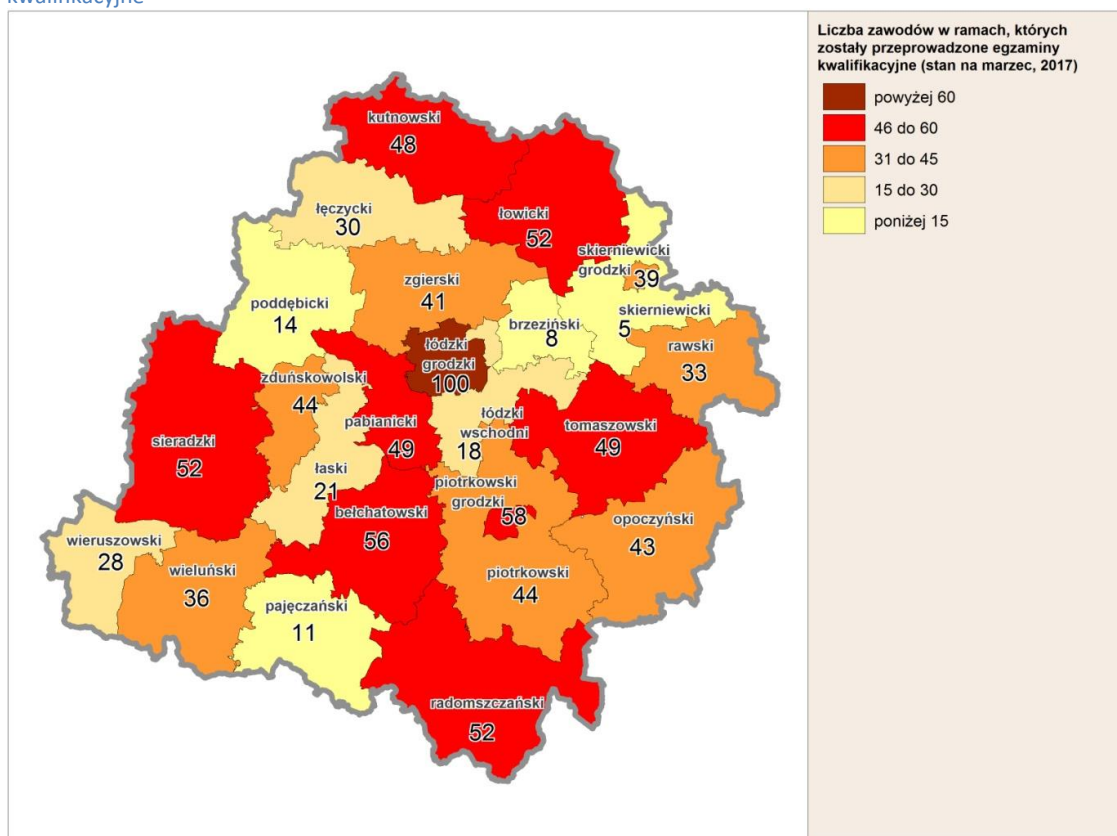 kwalifikacyjne
Liczba zawodów w ramach, których
zostały przeprowadzone egzaminy
kwalifikacyjne (stan na marzec, 2017)
powyżej 60
46 do 60
31 do 45
15 do 30
poniżej 15
kutnowski
48
łęczycki
30
łowicki
52
skierniewicki
grodzki
39
zgierski
41
poddębicki
14
brzeziński
8
skierniewicki
5
rawski
33
łódzki
grodzki
100
zduńskowolski
44
pabianicki
49
łódzki
wschodni
18
tomaszowski
49
sieradzki
52
łaski
21
piotrkowski
grodzki
58
bełchatowski
56
opoczyński
43
wieruszowski
28
wieluński
36
piotrkowski
44
pajęczański
11
radomszczański
52